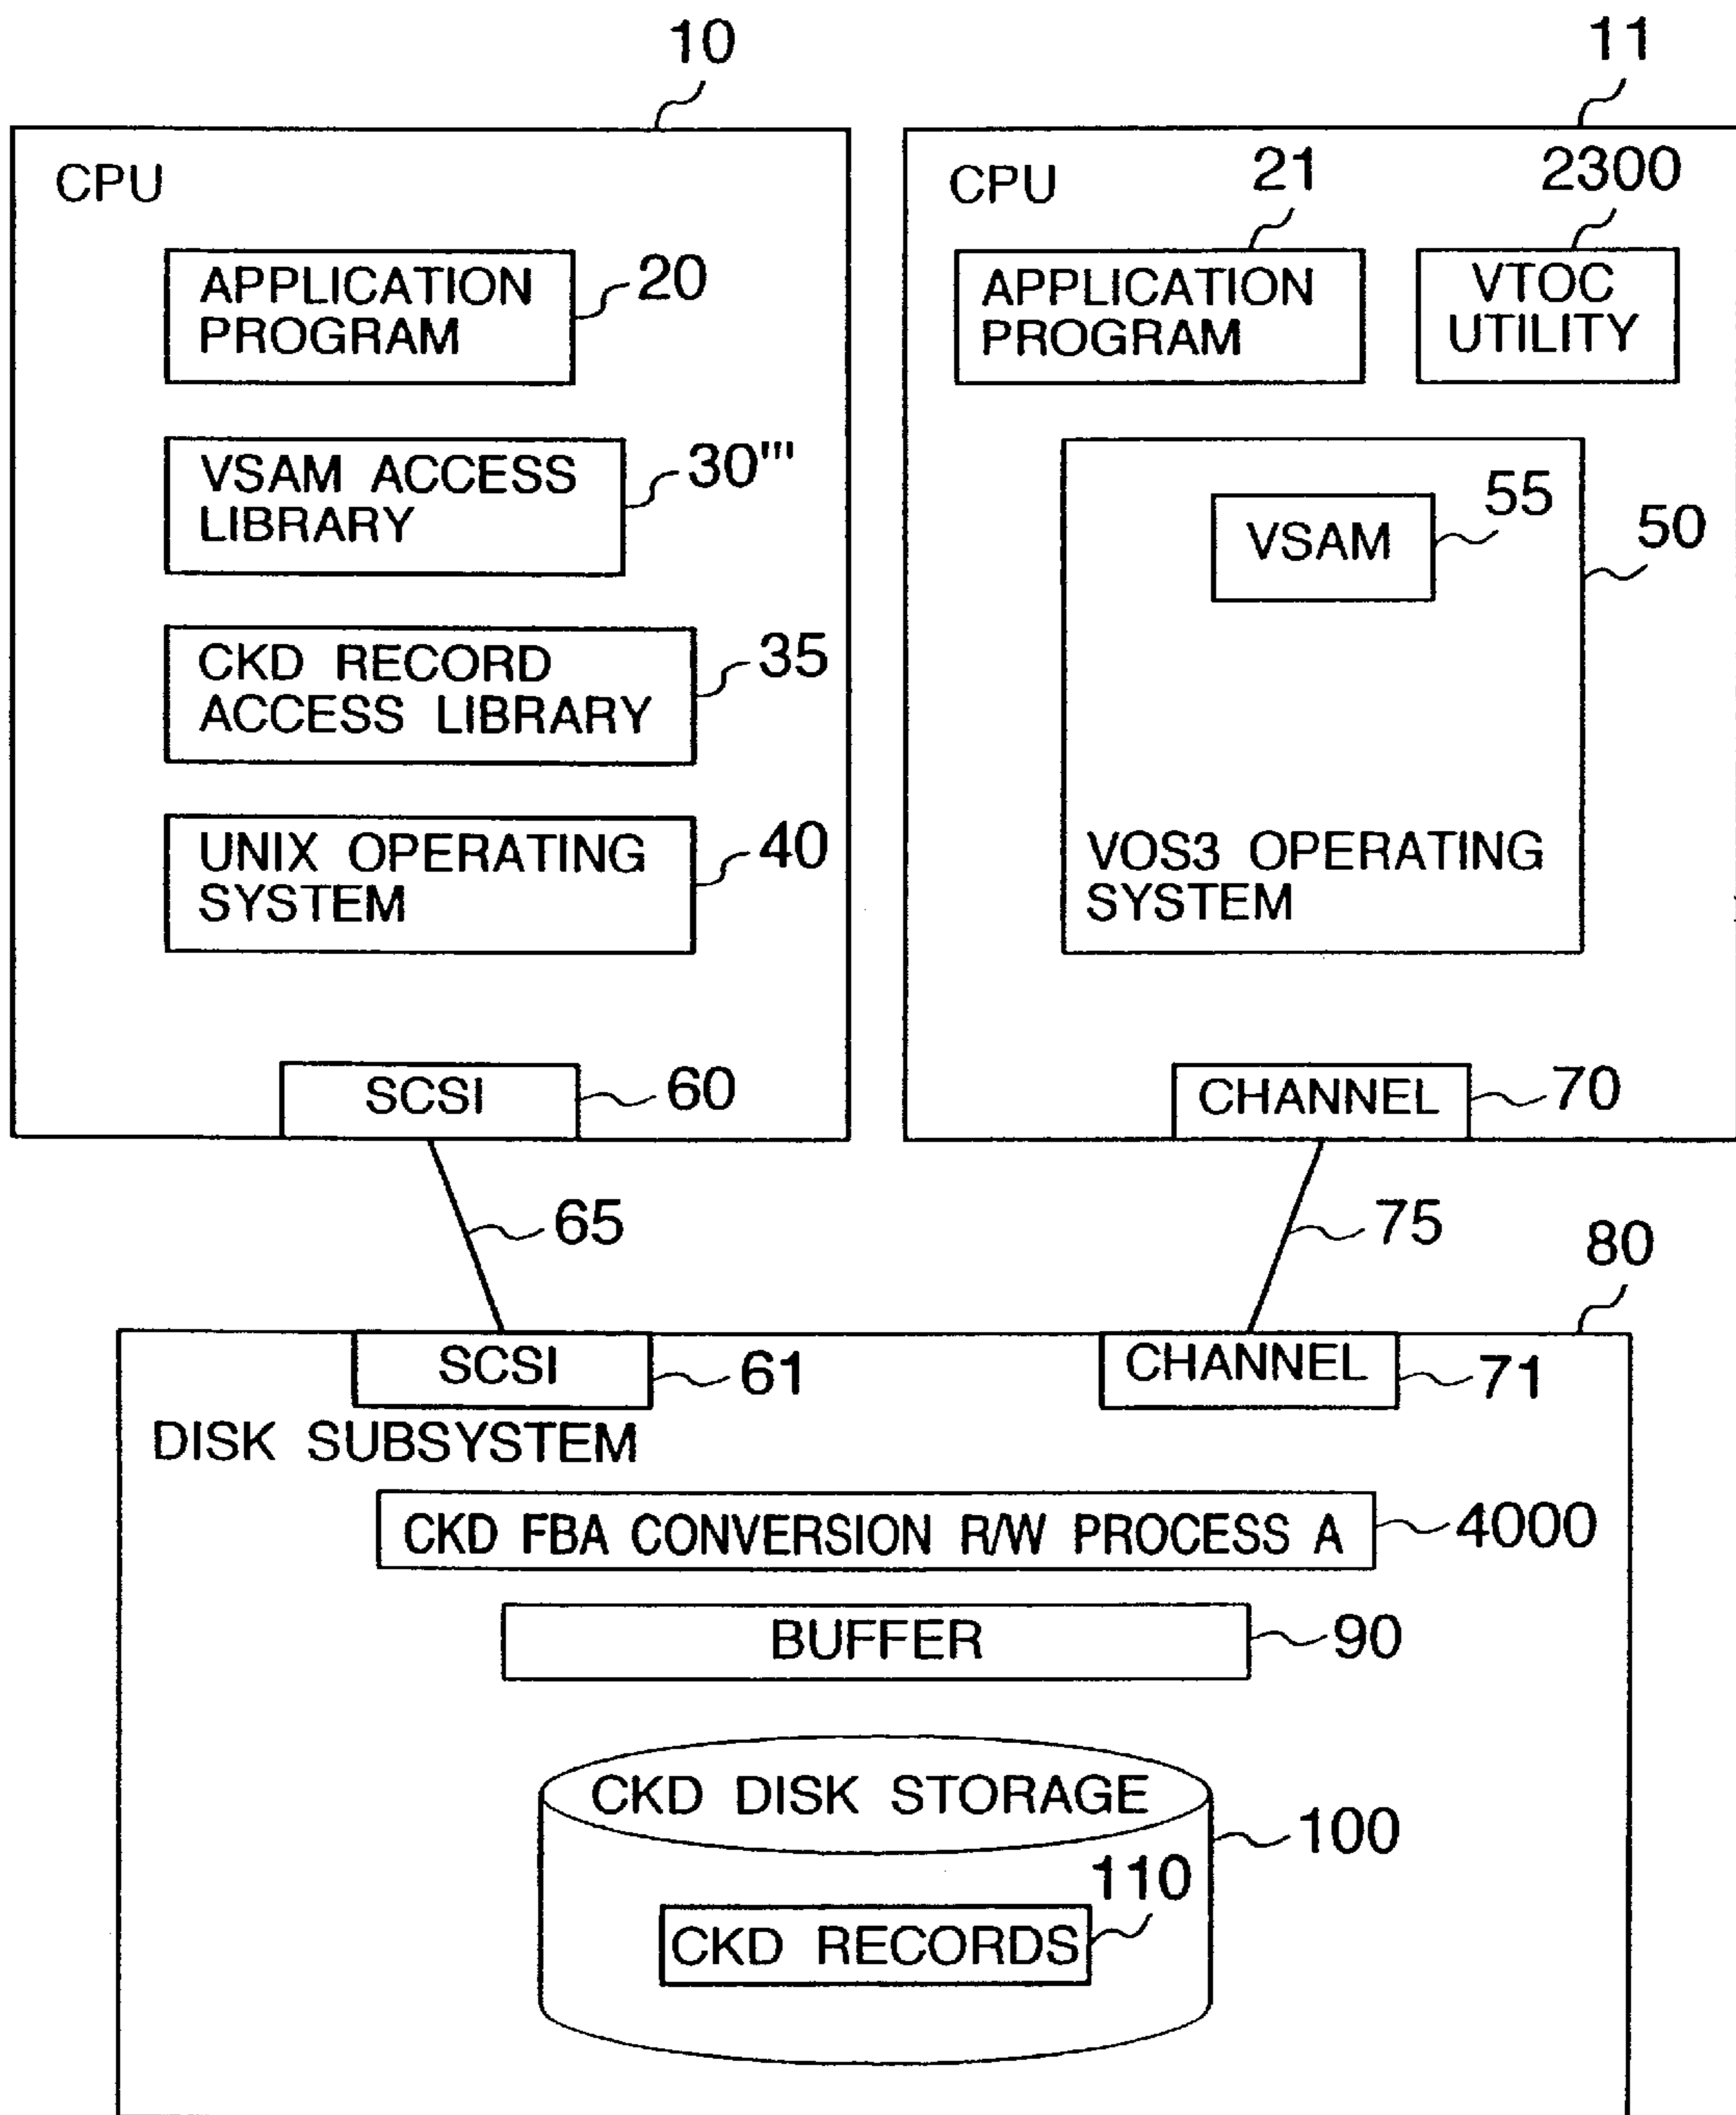 10
11
CPU
CPU
21
2300
APPLICATION
PROGRAM
20
APPLICATION
PROGRAM
VTOC
UTILITY
VSAM ACCESS
LIBRARY
30'''
VSAM
55
50
CKD RECORD
ACCESS LIBRARY
35
UNIX OPERATING
SYSTEM
40
VOS3 OPERATING
SYSTEM
SCSI
60
CHANNEL
70
65
75
80
SCSI
61
CHANNEL
71
DISK SUBSYSTEM
CKD FBA CONVERSION R/W PROCESS A
4000
BUFFER
90
CKD DISK STORAGE
100
110
CKD RECORDS